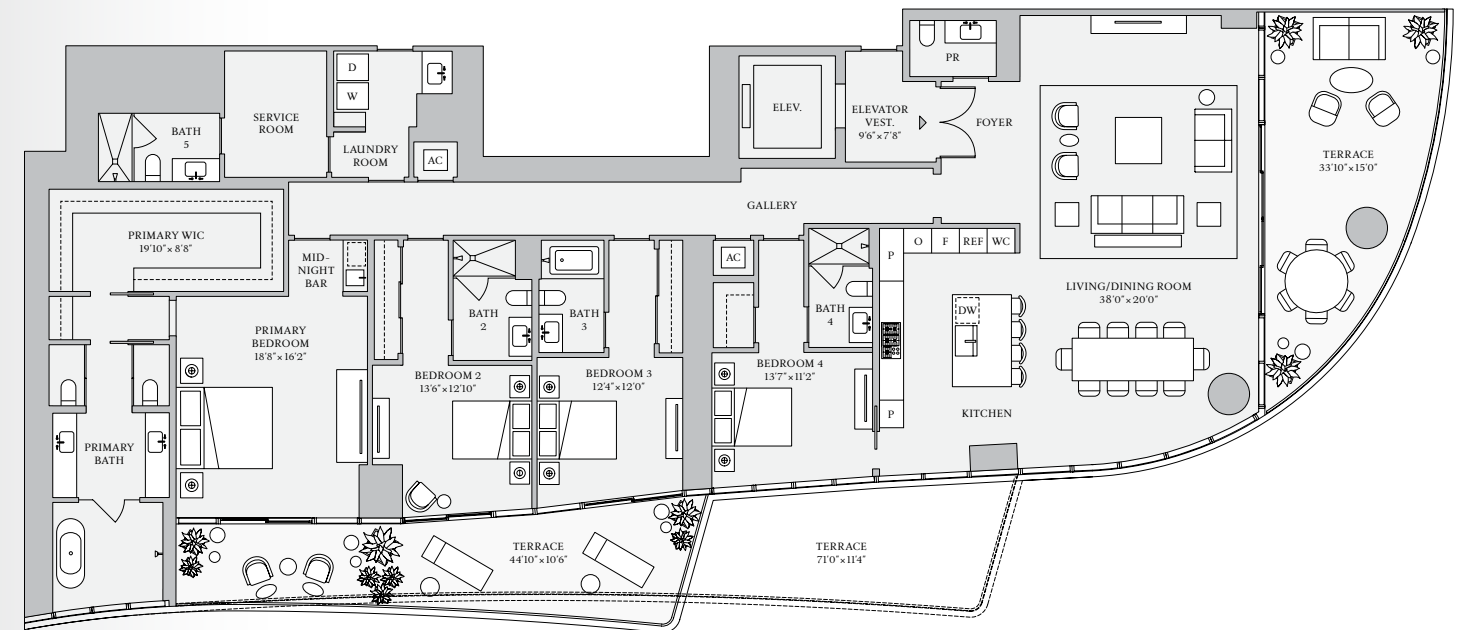 PR
D
W
SERVICE
ROOM
BATH
5
LAUNDRY
ROOM
AC
ELEV.
ELEVATOR
VEST.
9'6"×7'8"
FOYER
TERRACE
33'10"×15'0"
GALLERY
PRIMARY WIC
19'10"×8'8"
MID-
NIGHT
BAR
AC
P
O
F
REF
WC
LIVING/DINING ROOM
38'0"×20'0"
BATH
2
BATH
3
BATH
4
DW
PRIMARY
BEDROOM
18'8"×16'2"
BEDROOM 2
13'6"×12'10"
BEDROOM 3
12'4"×12'0"
BEDROOM 4
13'7"×11'2"
P
KITCHEN
PRIMARY
BATH
TERRACE
44'10"×10'6"
TERRACE
71'0"×11'4"